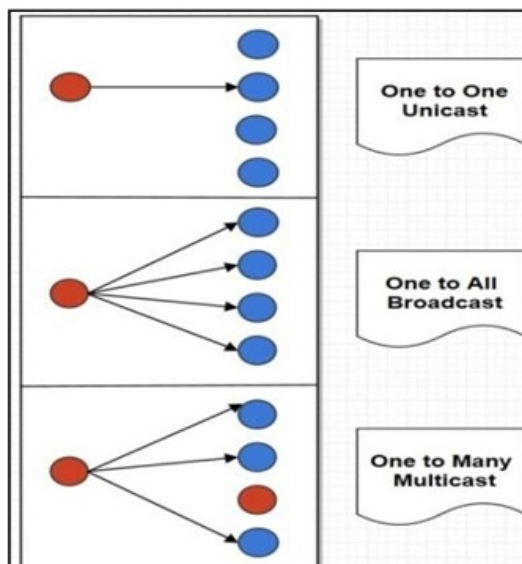 One to One
Unicast
One to All
Broadcast
One to Many
Multicast